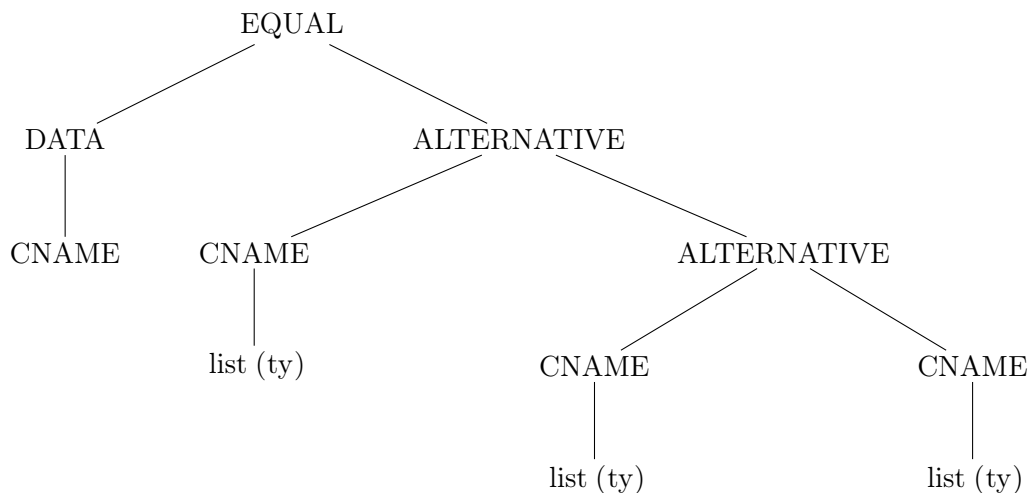 EQUAL
DATA
ALTERNATIVE
CNAME
CNAME
ALTERNATIVE
list (ty)
CNAME
CNAME
list (ty)
list (ty)